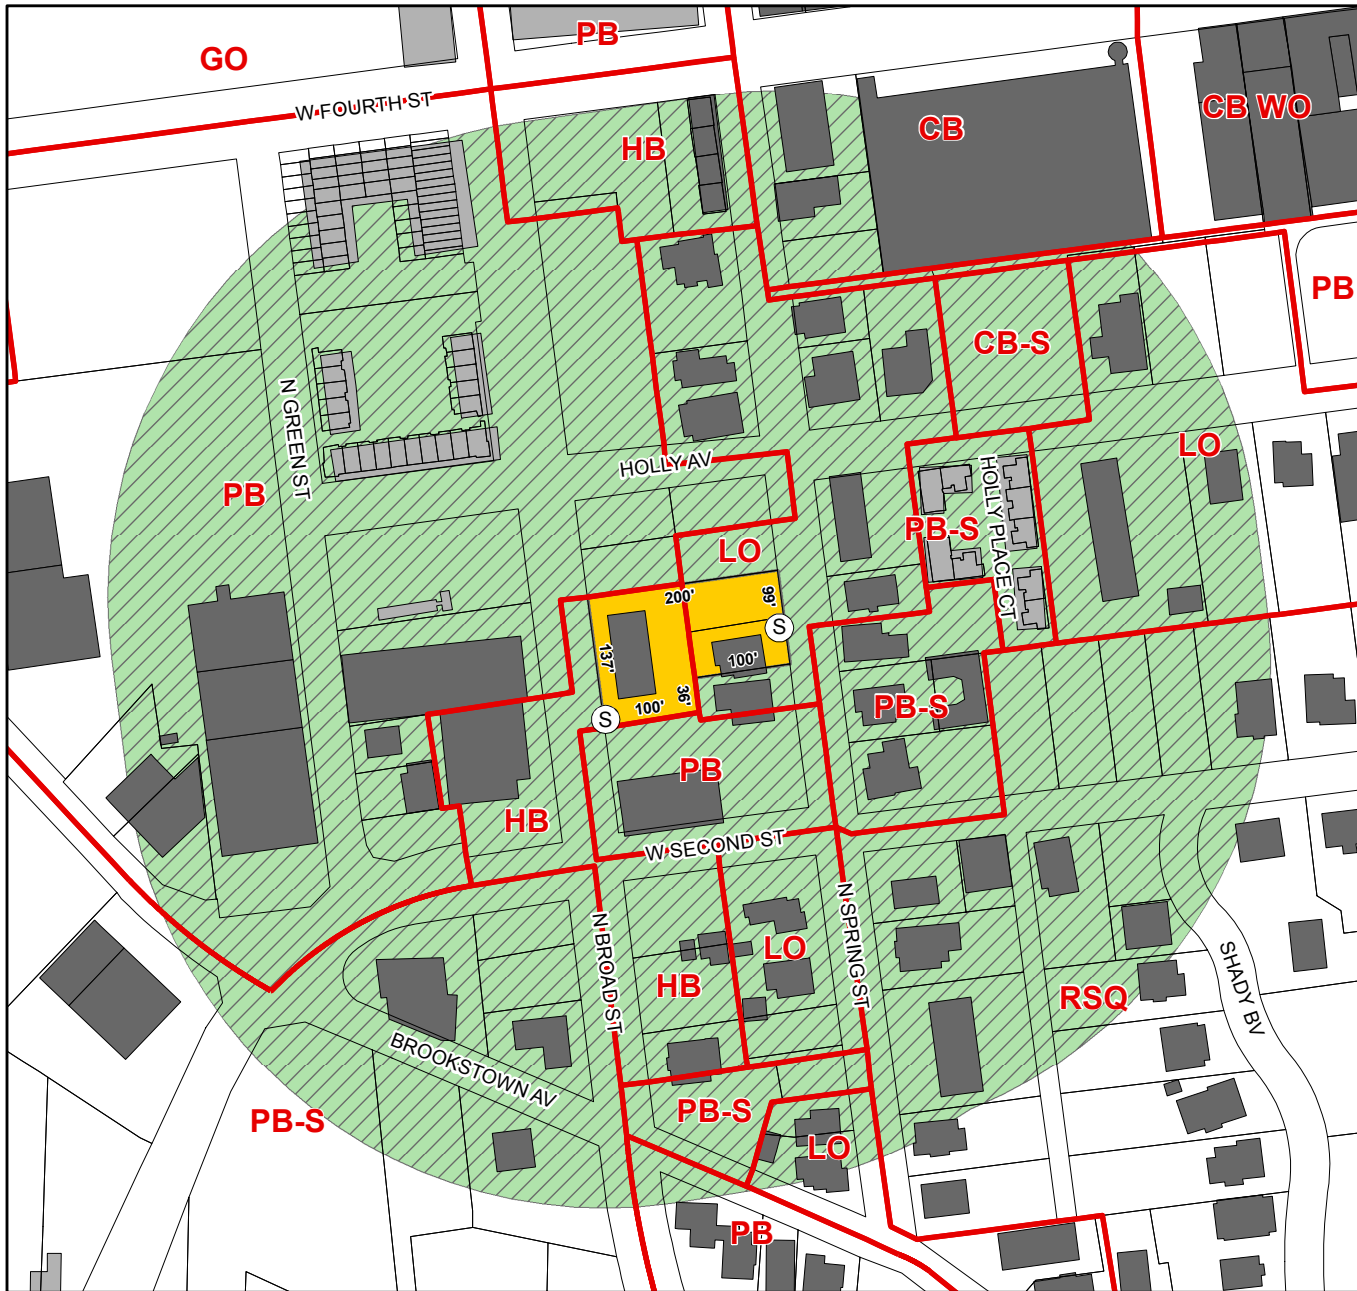 GO
PB
W FOURTH ST
HB
CB
CB WO
PB
CB-S
N GREEN ST
HOLLY AV
LO
PB
HOLLY PLACE CT
PB-S
LO
200'
99'
S
137'
100'
36'
100'
S
PB-S
PB
HB
W SECOND ST
N SPRING ST
N BROAD ST
LO
HB
RSQ
SHADY BV
BROOKSTOWN AV
PB-S
PB-S
LO
PB